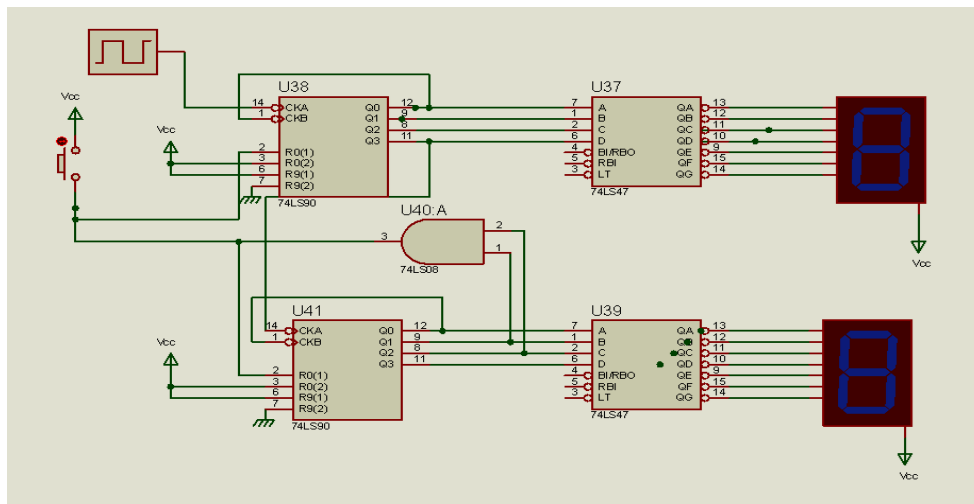 U38
14 CKA Q0 12
1 CKB Q1 9
Q2 8
Q3 11
2 R0(1)
3 R0(2)
6 R9(1)
7 R9(2)
74LS90
U37
7 A QA 13
1 B QB 12
2 C QC 11
6 D QD 10
4 BI/RBO QE 9
5 RBI QF 15
3 LT QG 14
74LS47
Vcc
Vcc
Vcc
U40:A
3
2
1
74LS08
U41
14 CKA Q0 12
1 CKB Q1 9
Q2 8
Q3 11
2 R0(1)
3 R0(2)
6 R9(1)
7 R9(2)
74LS90
U39
7 A QA 13
1 B QB 12
2 C QC 11
6 D QD 10
4 BI/RBO QE 9
5 RBI QF 15
3 LT QG 14
74LS47
Vcc
Vcc